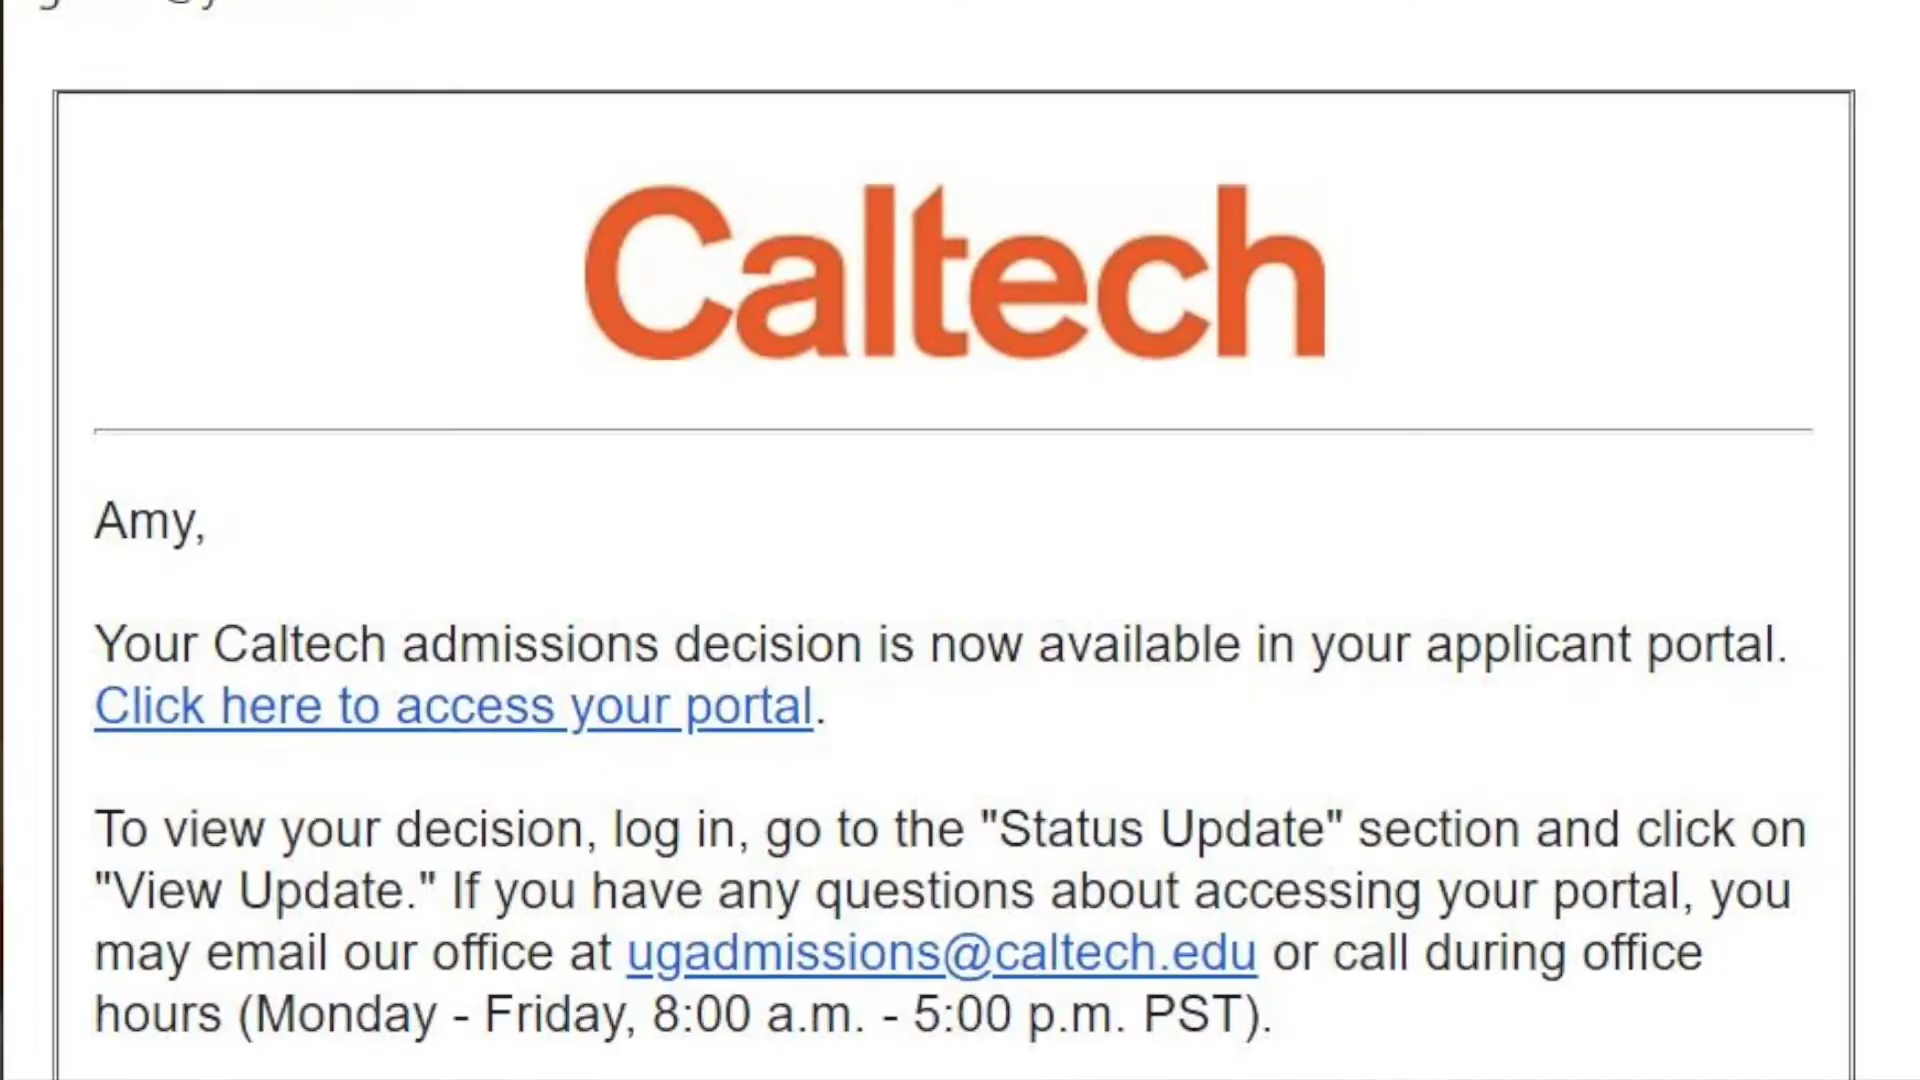 Caltech
Amy,
Your Caltech admissions decision is now available in your applicant portal.
Click here to access your portal.
To view your decision, log in, go to the "Status Update" section and click on
"View Update." If you have any questions about accessing your portal, you
may email our office at ugadmissions@caltech.edu or call during office
hours (Monday - Friday, 8:00 a.m. - 5:00 p.m. PST).